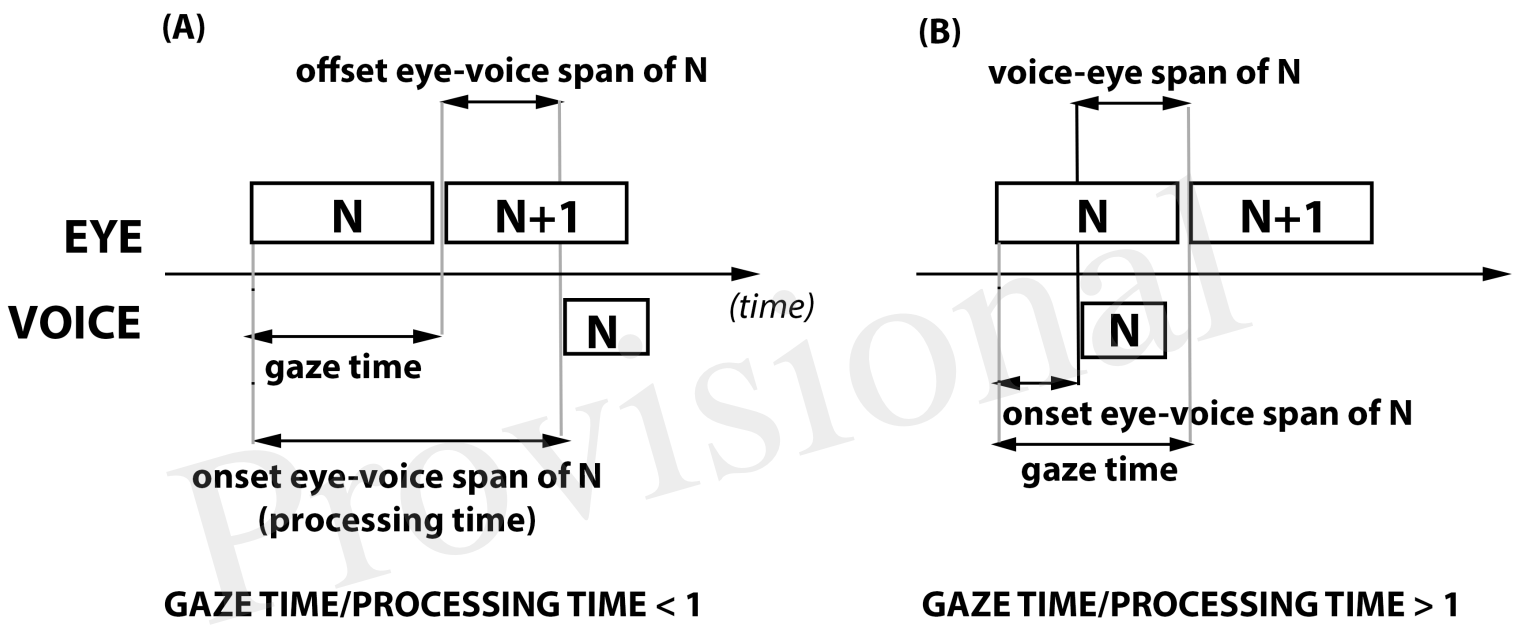 (A)
offset eye-voice span of N
N
N+1
EYE
VOICE
(time)
N
gaze time
onset eye-voice span of N
(processing time)
GAZE TIME/PROCESSING TIME < 1
(B)
voice-eye span of N
N
N+1
N
onset eye-voice span of N
gaze time
GAZE TIME/PROCESSING TIME > 1
Provisional